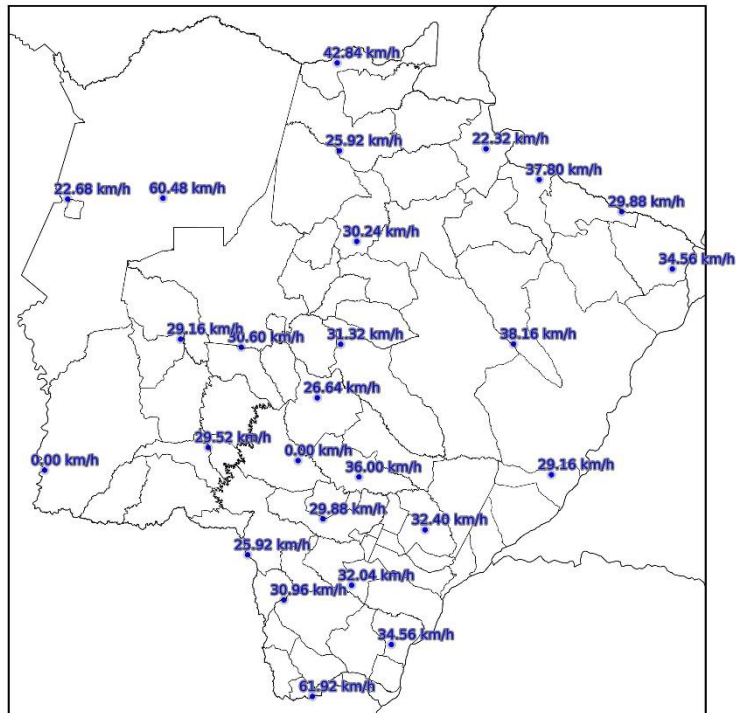 42.84 km/h
25.92 km/h
22.32 km/h
37.80 km/h
22.68 km/h
60.48 km/h
29.88 km/h
30.24 km/h
34.56 km/h
29.16 km/h
30.60 km/h
31.32 km/h
38.16 km/h
26.64 km/h
29.52 km/h
0.00 km/h
0.00 km/h
36.00 km/h
29.16 km/h
29.88 km/h
32.40 km/h
25.92 km/h
32.04 km/h
30.96 km/h
34.56 km/h
61.92 km/h